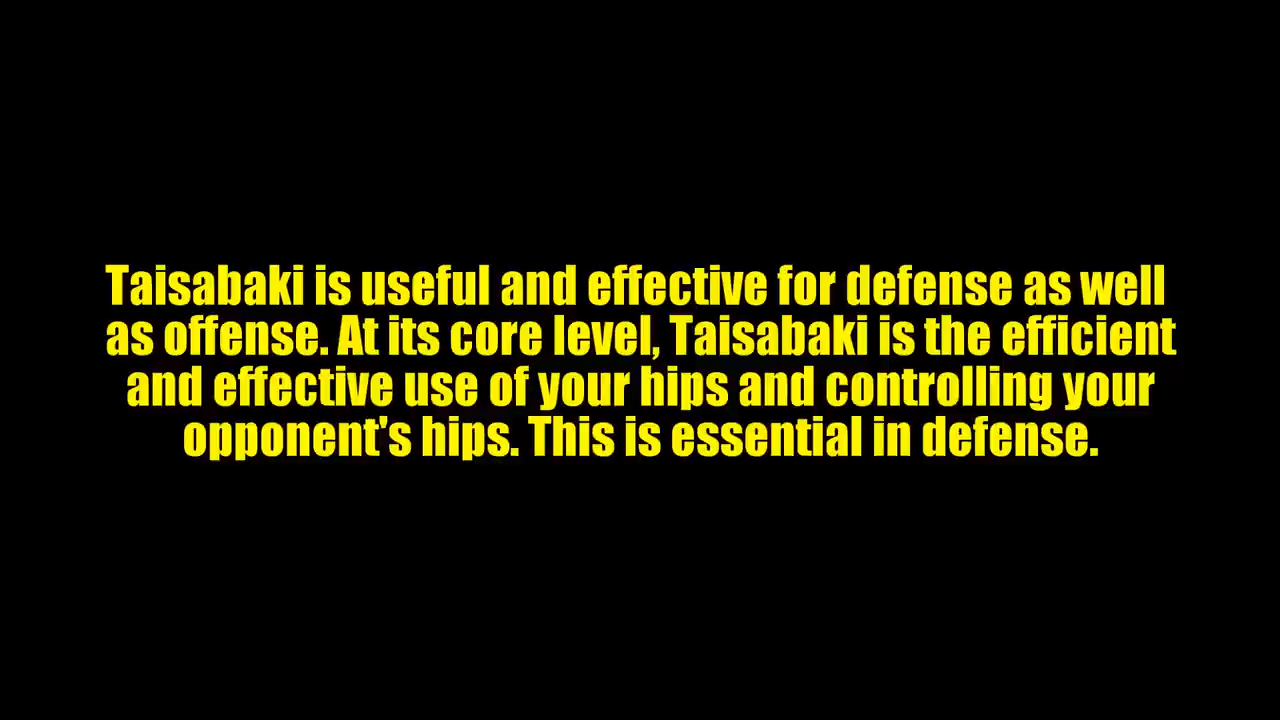 Taisabaki is useful and effective for defense as well
as offense. At its core level, Taisabaki is the efficient
and effective use of your hips and controlling your
opponent's hips. This is essential in defense.